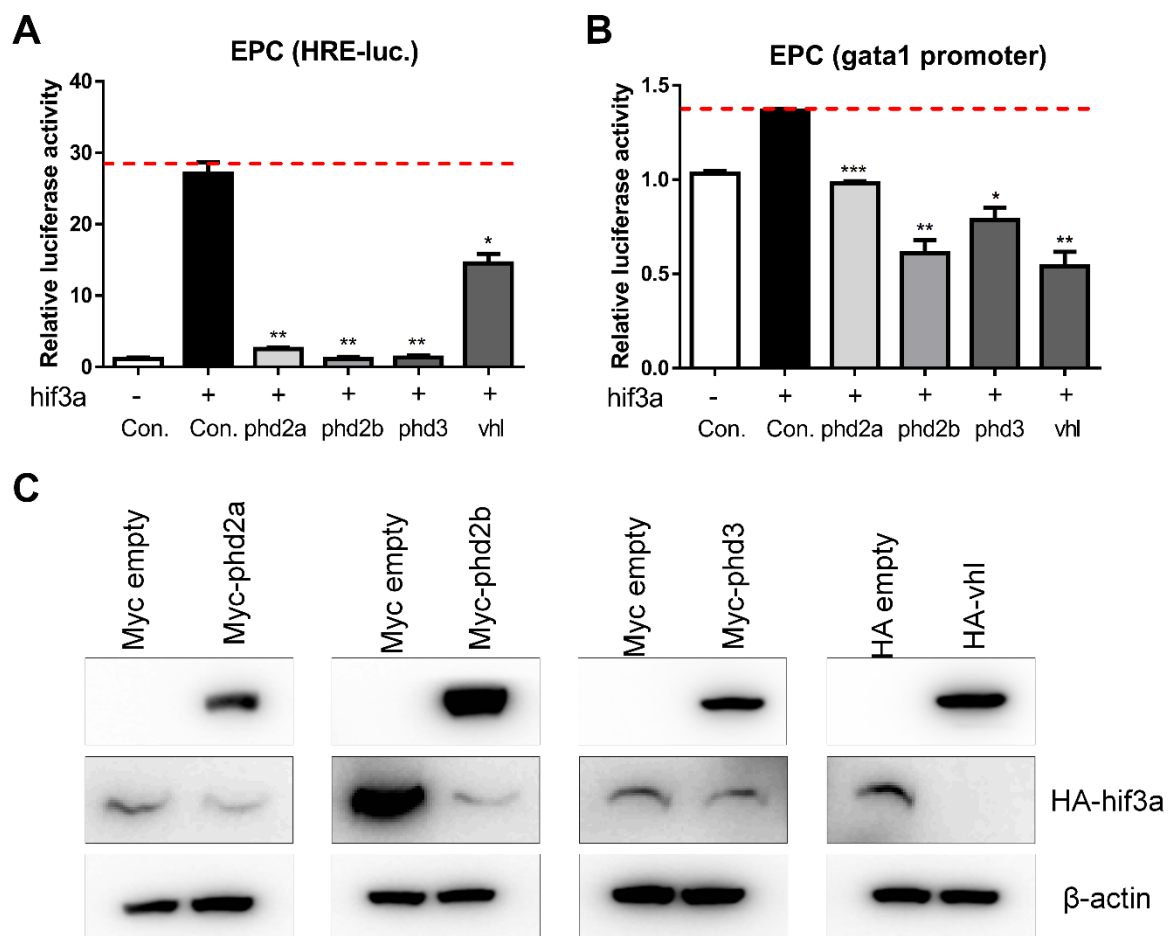 A
EPC (HRE-luc.)
Relative luciferase activity
40
30
20
10
0
**
**
**
*
hif3a
-
+
+
+
+
+
Con.
Con.
phd2a
phd2b
phd3
vhl
B
EPC (gata1 promoter)
Relative luciferase activity
1.5
1.0
0.5
0.0
***
**
*
**
hif3a
-
+
+
+
+
+
Con.
Con.
phd2a
phd2b
phd3
vhl
C
Myc empty
Myc-phd2a
Myc empty
Myc-phd2b
Myc empty
Myc-phd3
HA empty
HA-vhl
HA-hif3a
β-actin